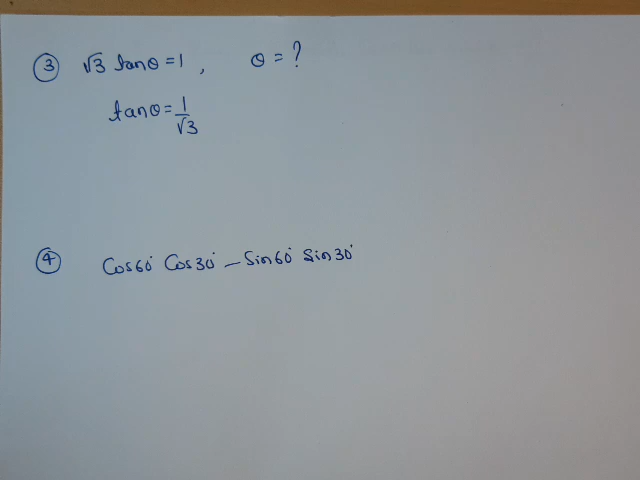 ③ √3 tanθ = 1, θ = ?
tanθ = 1/√3
④ Cos60° Cos30° – Sin60° Sin30°